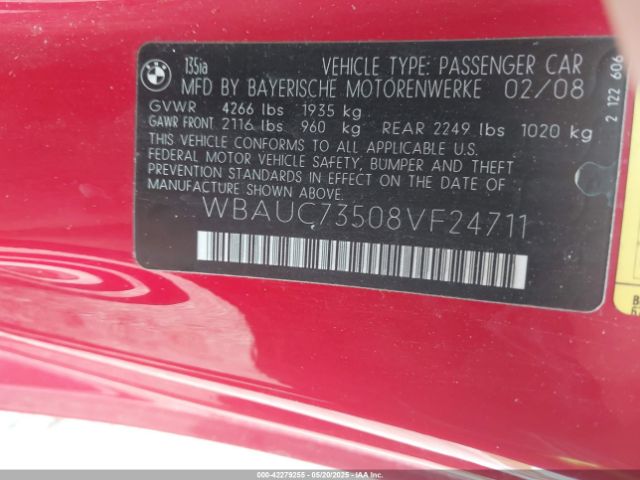 135ia
VEHICLE TYPE: PASSENGER CAR
MFD BY BAYERISCHE MOTORENWERKE 02/08
GVWR 4266 lbs 1935 kg
GAWR FRONT 2116 lbs 960 kg REAR 2249 lbs 1020 kg
THIS VEHICLE CONFORMS TO ALL APPLICABLE U.S.
FEDERAL MOTOR VEHICLE SAFETY, BUMPER AND THEFT
PREVENTION STANDARDS IN EFFECT ON THE DATE OF
MANUFACTURE SHOWN ABOVE.
WBAUC73508VF24711
2 122 606
000-42279255 - 05/20/2025 - IAAI.COM